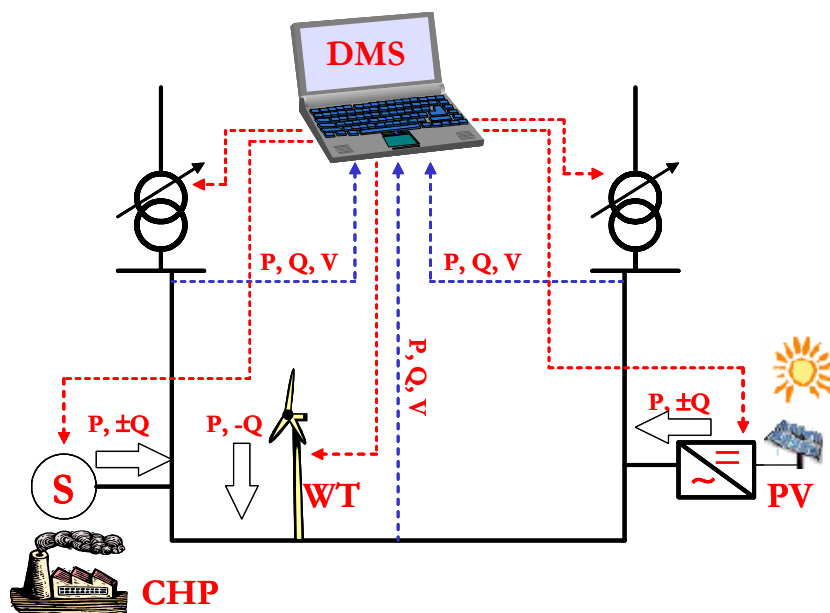 DMS
P, Q, V
P, Q, V
P, Q, V
P, ±Q
P, -Q
P, ±Q
S
WT
=
~
PV
CHP